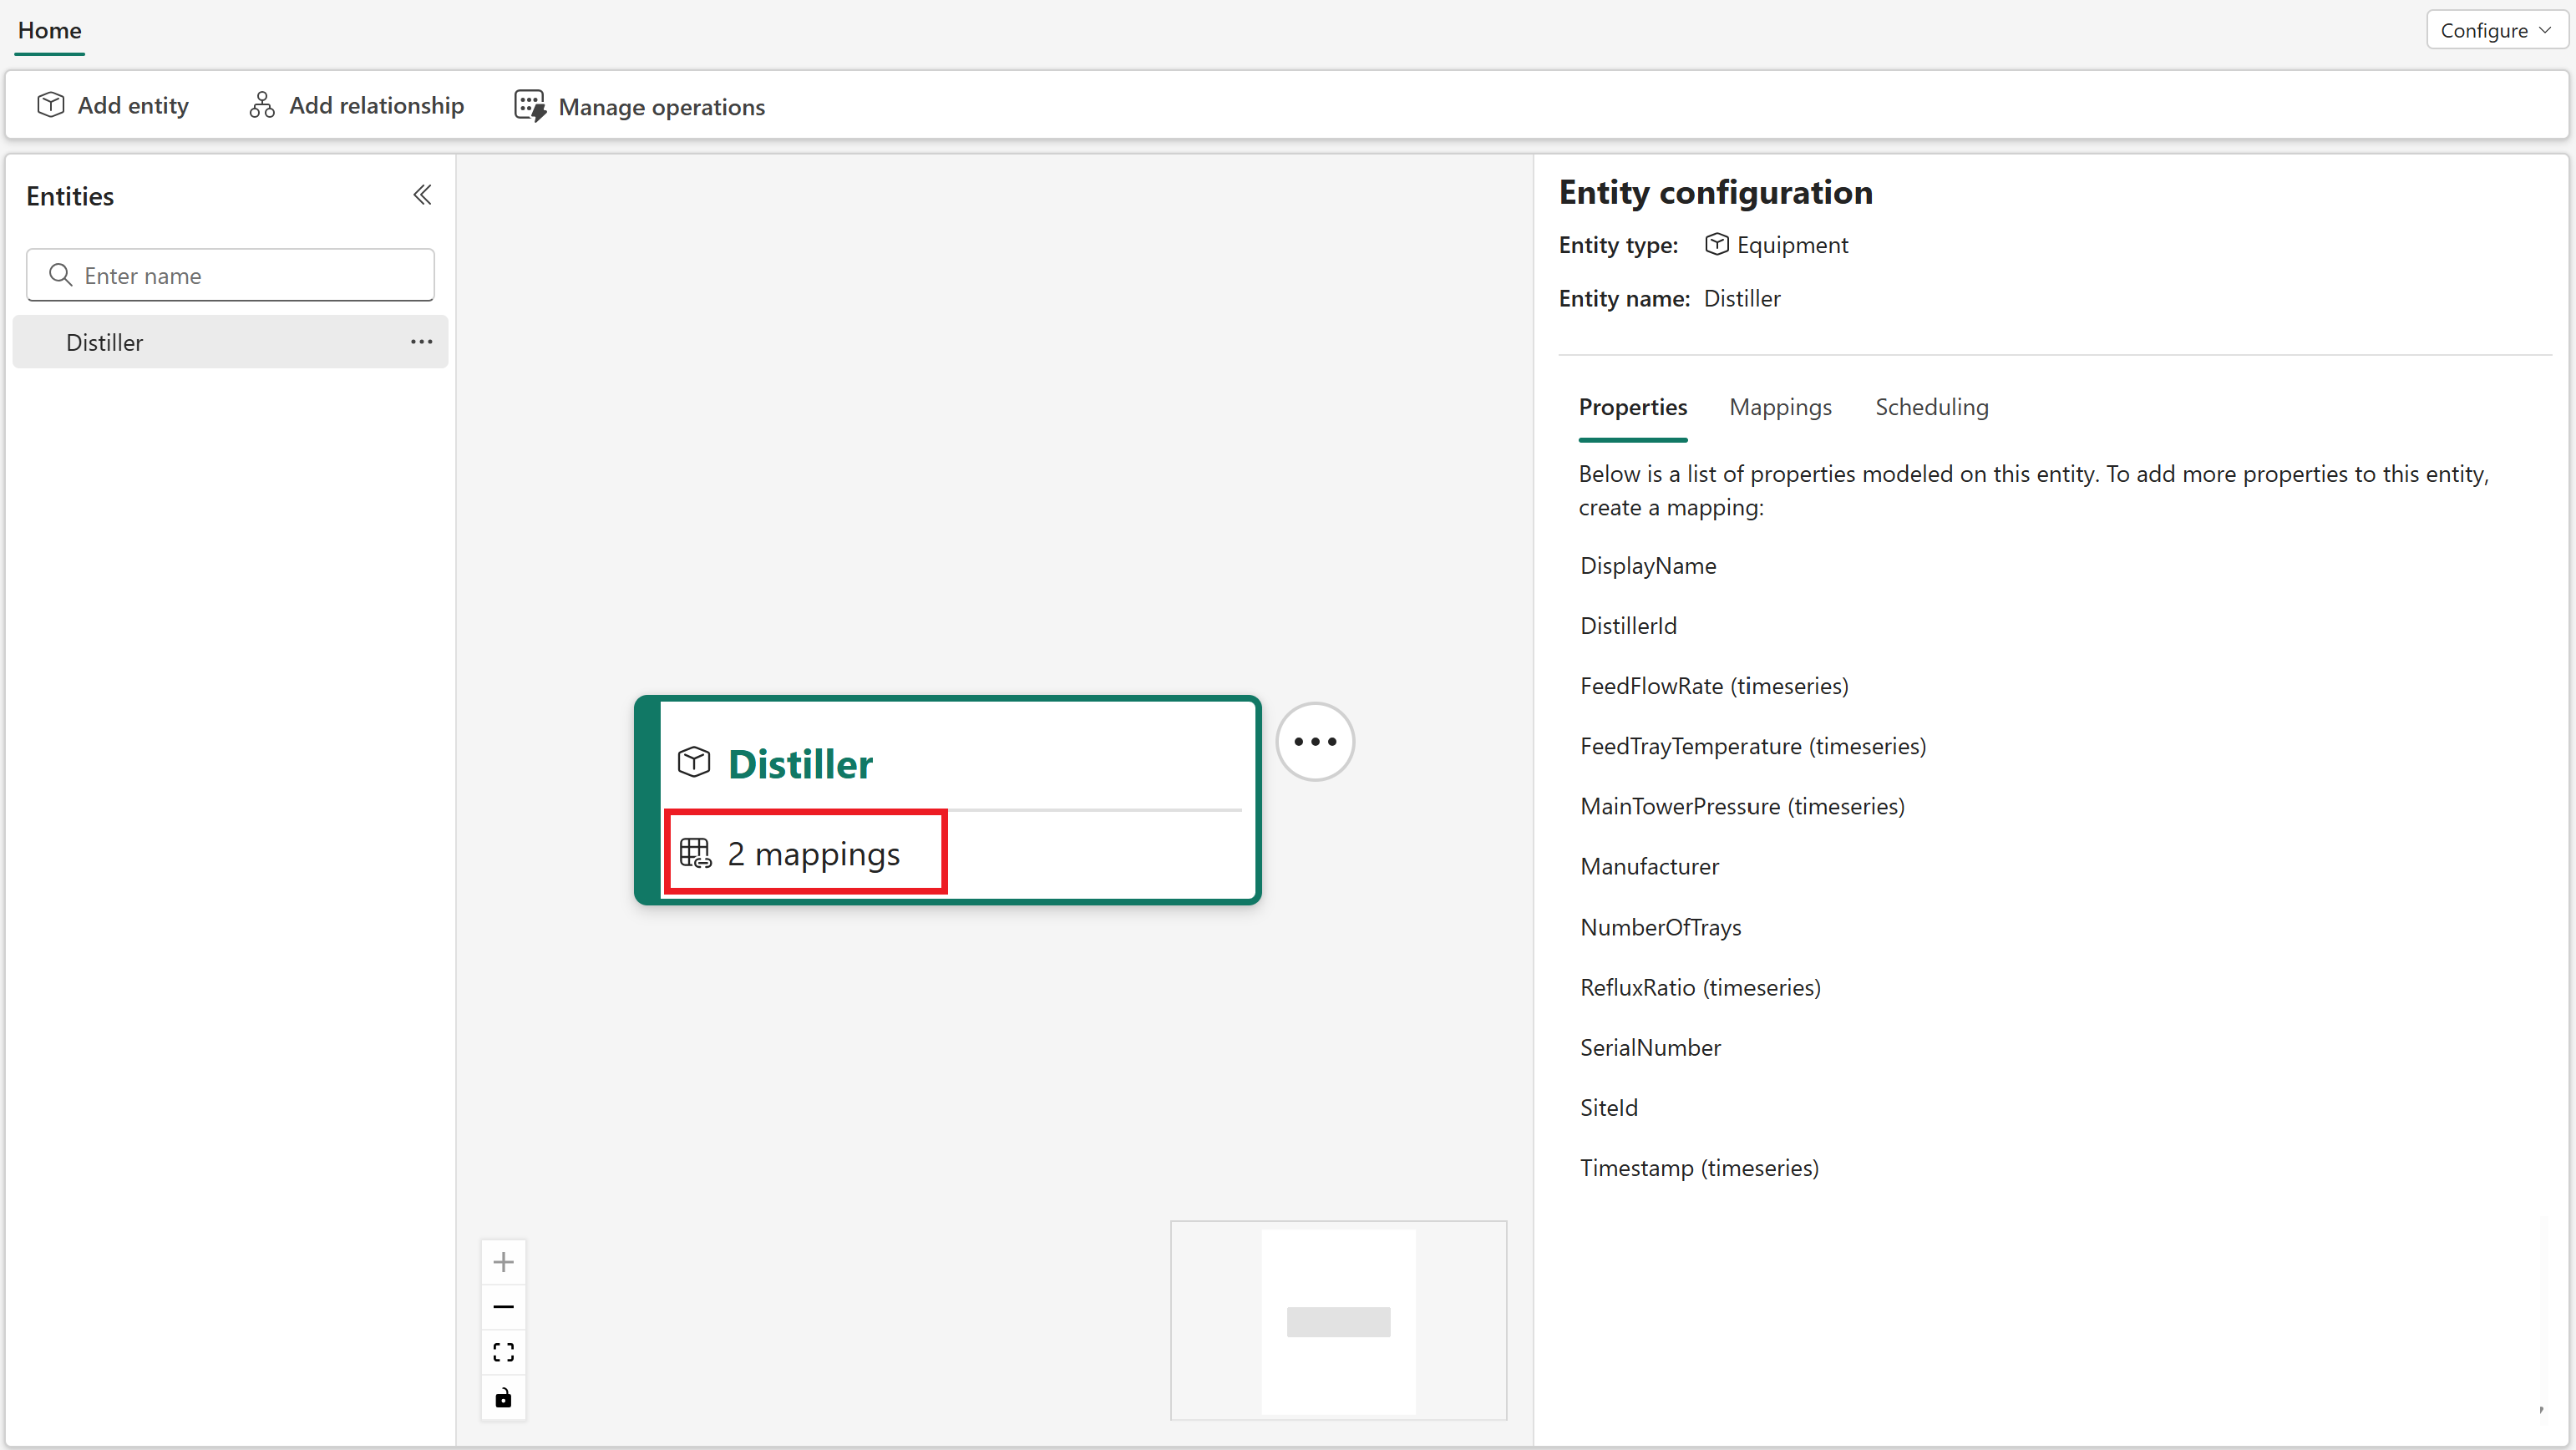 Home
Configure
Add entity
Add relationship
Manage operations
Entities
Enter name
Distiller
Distiller
2 mappings
Entity configuration
Entity type: Equipment
Entity name: Distiller
Properties Mappings Scheduling
Below is a list of properties modeled on this entity. To add more properties to this entity,
create a mapping:
DisplayName
DistillerId
FeedFlowRate (timeseries)
FeedTrayTemperature (timeseries)
MainTowerPressure (timeseries)
Manufacturer
NumberOfTrays
RefluxRatio (timeseries)
SerialNumber
SiteId
Timestamp (timeseries)